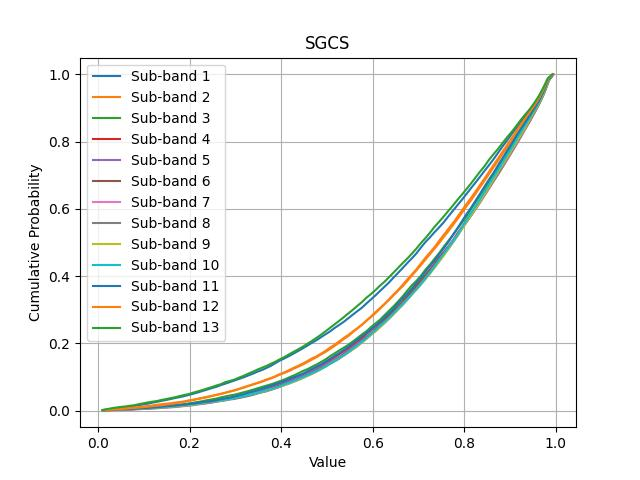 SGCS
Cumulative Probability
1.0
0.8
0.6
0.4
0.2
0.0
Sub-band 1
Sub-band 2
Sub-band 3
Sub-band 4
Sub-band 5
Sub-band 6
Sub-band 7
Sub-band 8
Sub-band 9
Sub-band 10
Sub-band 11
Sub-band 12
Sub-band 13
0.0 0.2 0.4 0.6 0.8 1.0
Value